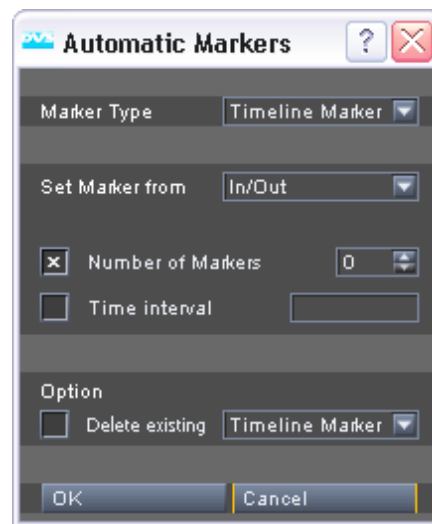 Automatic Markers
Marker Type Timeline Marker
Set Marker from In/Out
Number of Markers 0
Time interval
Option
Delete existing Timeline Marker
OK Cancel